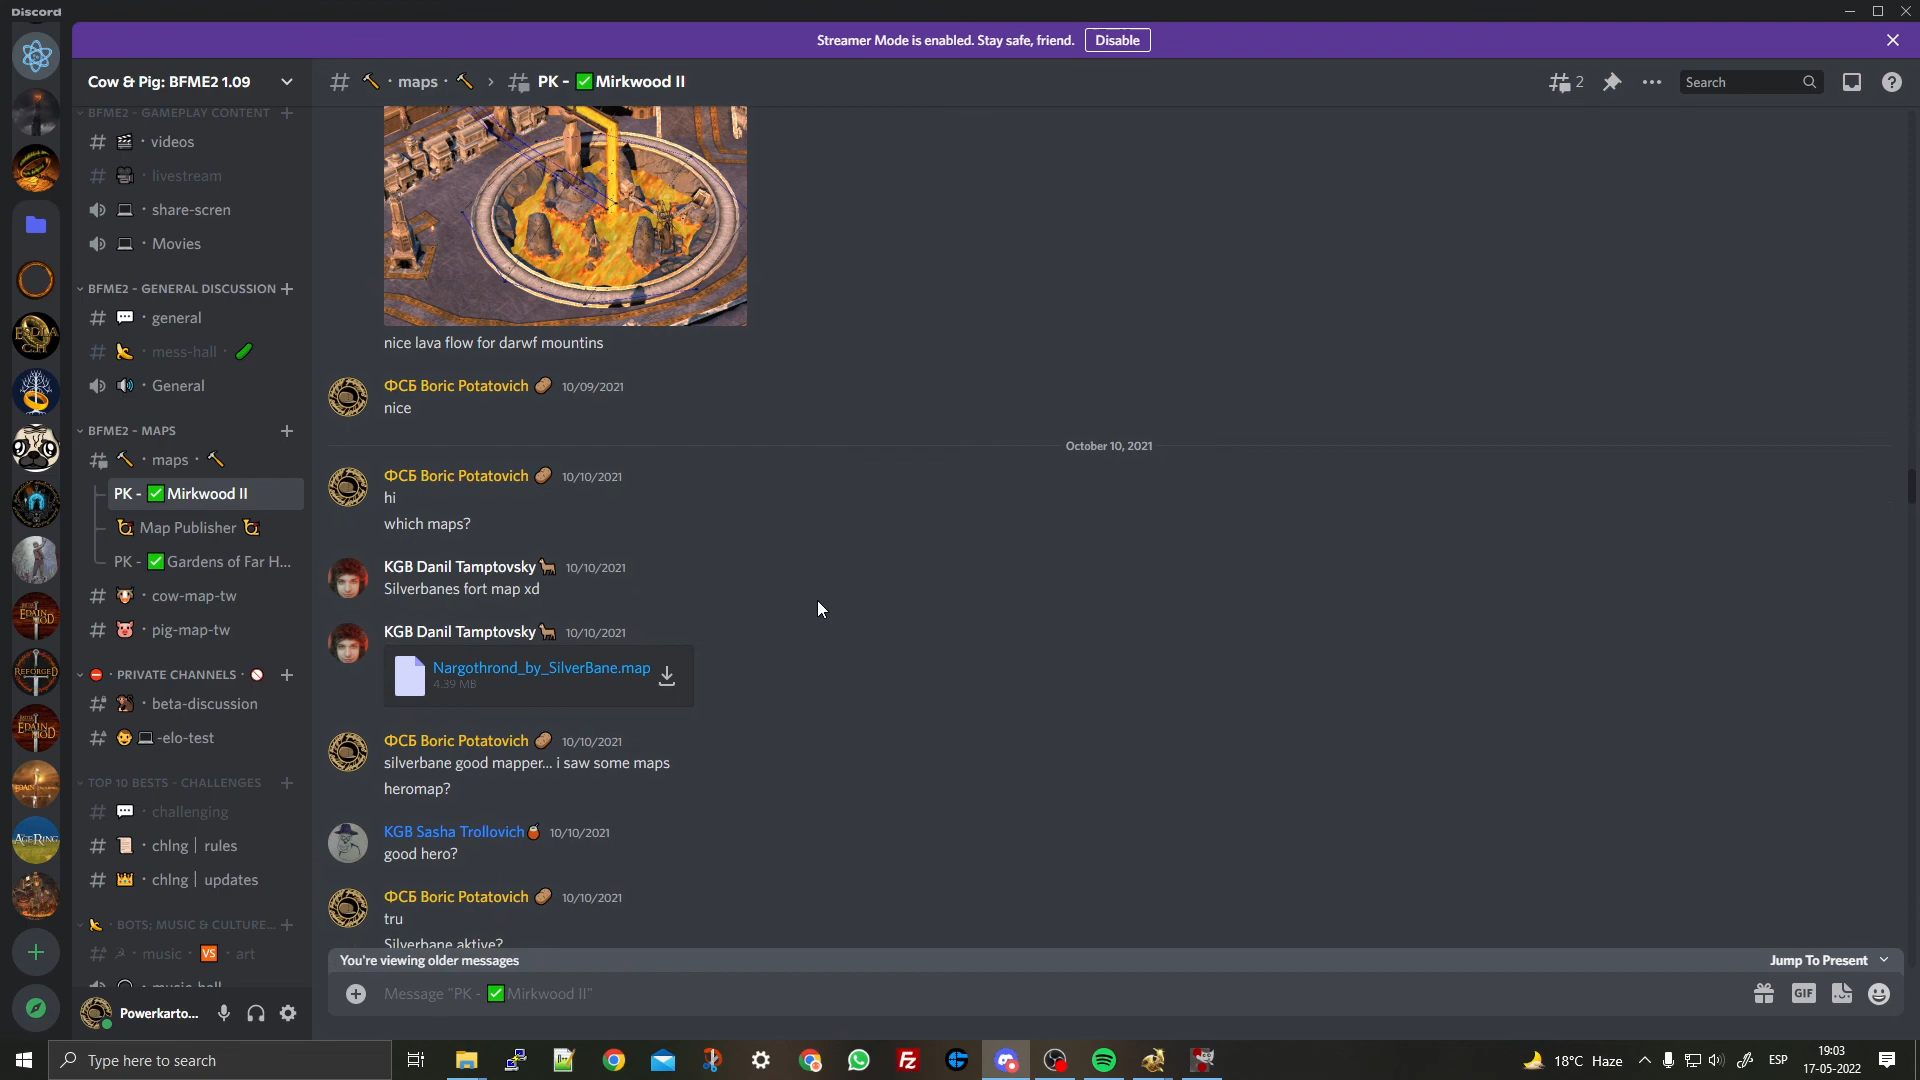 Discord
Streamer Mode is enabled. Stay safe, friend. Disable
Cow & Pig: BFME2 1.09
BFME2 - GAMEPLAY CONTENT
videos
livestream
share-scren
Movies
BFME2 - GENERAL DISCUSSION
general
mess-hall
General
BFME2 - MAPS
maps
PK - ✅Mirkwood II
Map Publisher
PK - ✅Gardens of Far H...
cow-map-tw
pig-map-tw
PRIVATE CHANNELS
beta-discussion
-elo-test
TOP 10 BESTS - CHALLENGES
challenging
chlng | rules
chlng | updates
BOTS; MUSIC & CULTURE...
music · VS · art
Powerkarto...
maps
PK - ✅Mirkwood II
2
Search
nice lava flow for darwf mountins
ФСБ Boric Potatovich 🥔 10/09/2021
nice
October 10, 2021
ФСБ Boric Potatovich 🥔 10/10/2021
hi
which maps?
KGB Danil Tamptovsky 🐂 10/10/2021
Silverbanes fort map xd
KGB Danil Tamptovsky 🐂 10/10/2021
Nargothrond_by_SilverBane.map
4.39 MB
ФСБ Boric Potatovich 🥔 10/10/2021
silverbane good mapper... i saw some maps
heromap?
KGB Sasha Trollovich 10/10/2021
good hero?
ФСБ Boric Potatovich 🥔 10/10/2021
tru
Silverbane aktive?
You're viewing older messages
Jump To Present
Message "PK - ✅Mirkwood II"
GIF
Type here to search
18°C Haze
ESP
19:03
17-05-2022